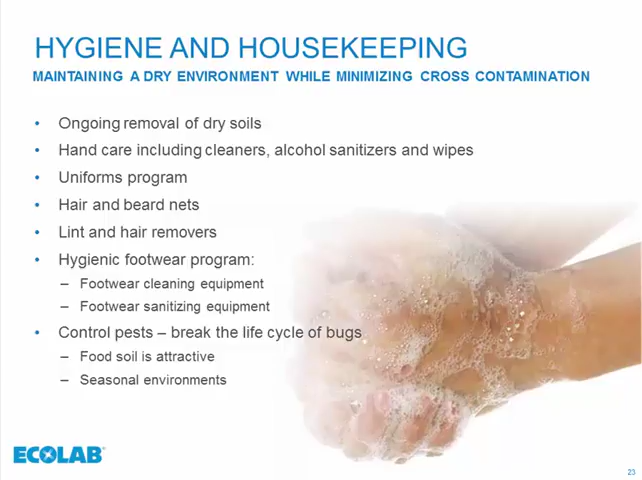 HYGIENE AND HOUSEKEEPING
MAINTAINING A DRY ENVIRONMENT WHILE MINIMIZING CROSS CONTAMINATION
• Ongoing removal of dry soils
• Hand care including cleaners, alcohol sanitizers and wipes
• Uniforms program
• Hair and beard nets
• Lint and hair removers
• Hygienic footwear program:
– Footwear cleaning equipment
– Footwear sanitizing equipment
• Control pests – break the life cycle of bugs
– Food soil is attractive
– Seasonal environments
ECOLAB
23